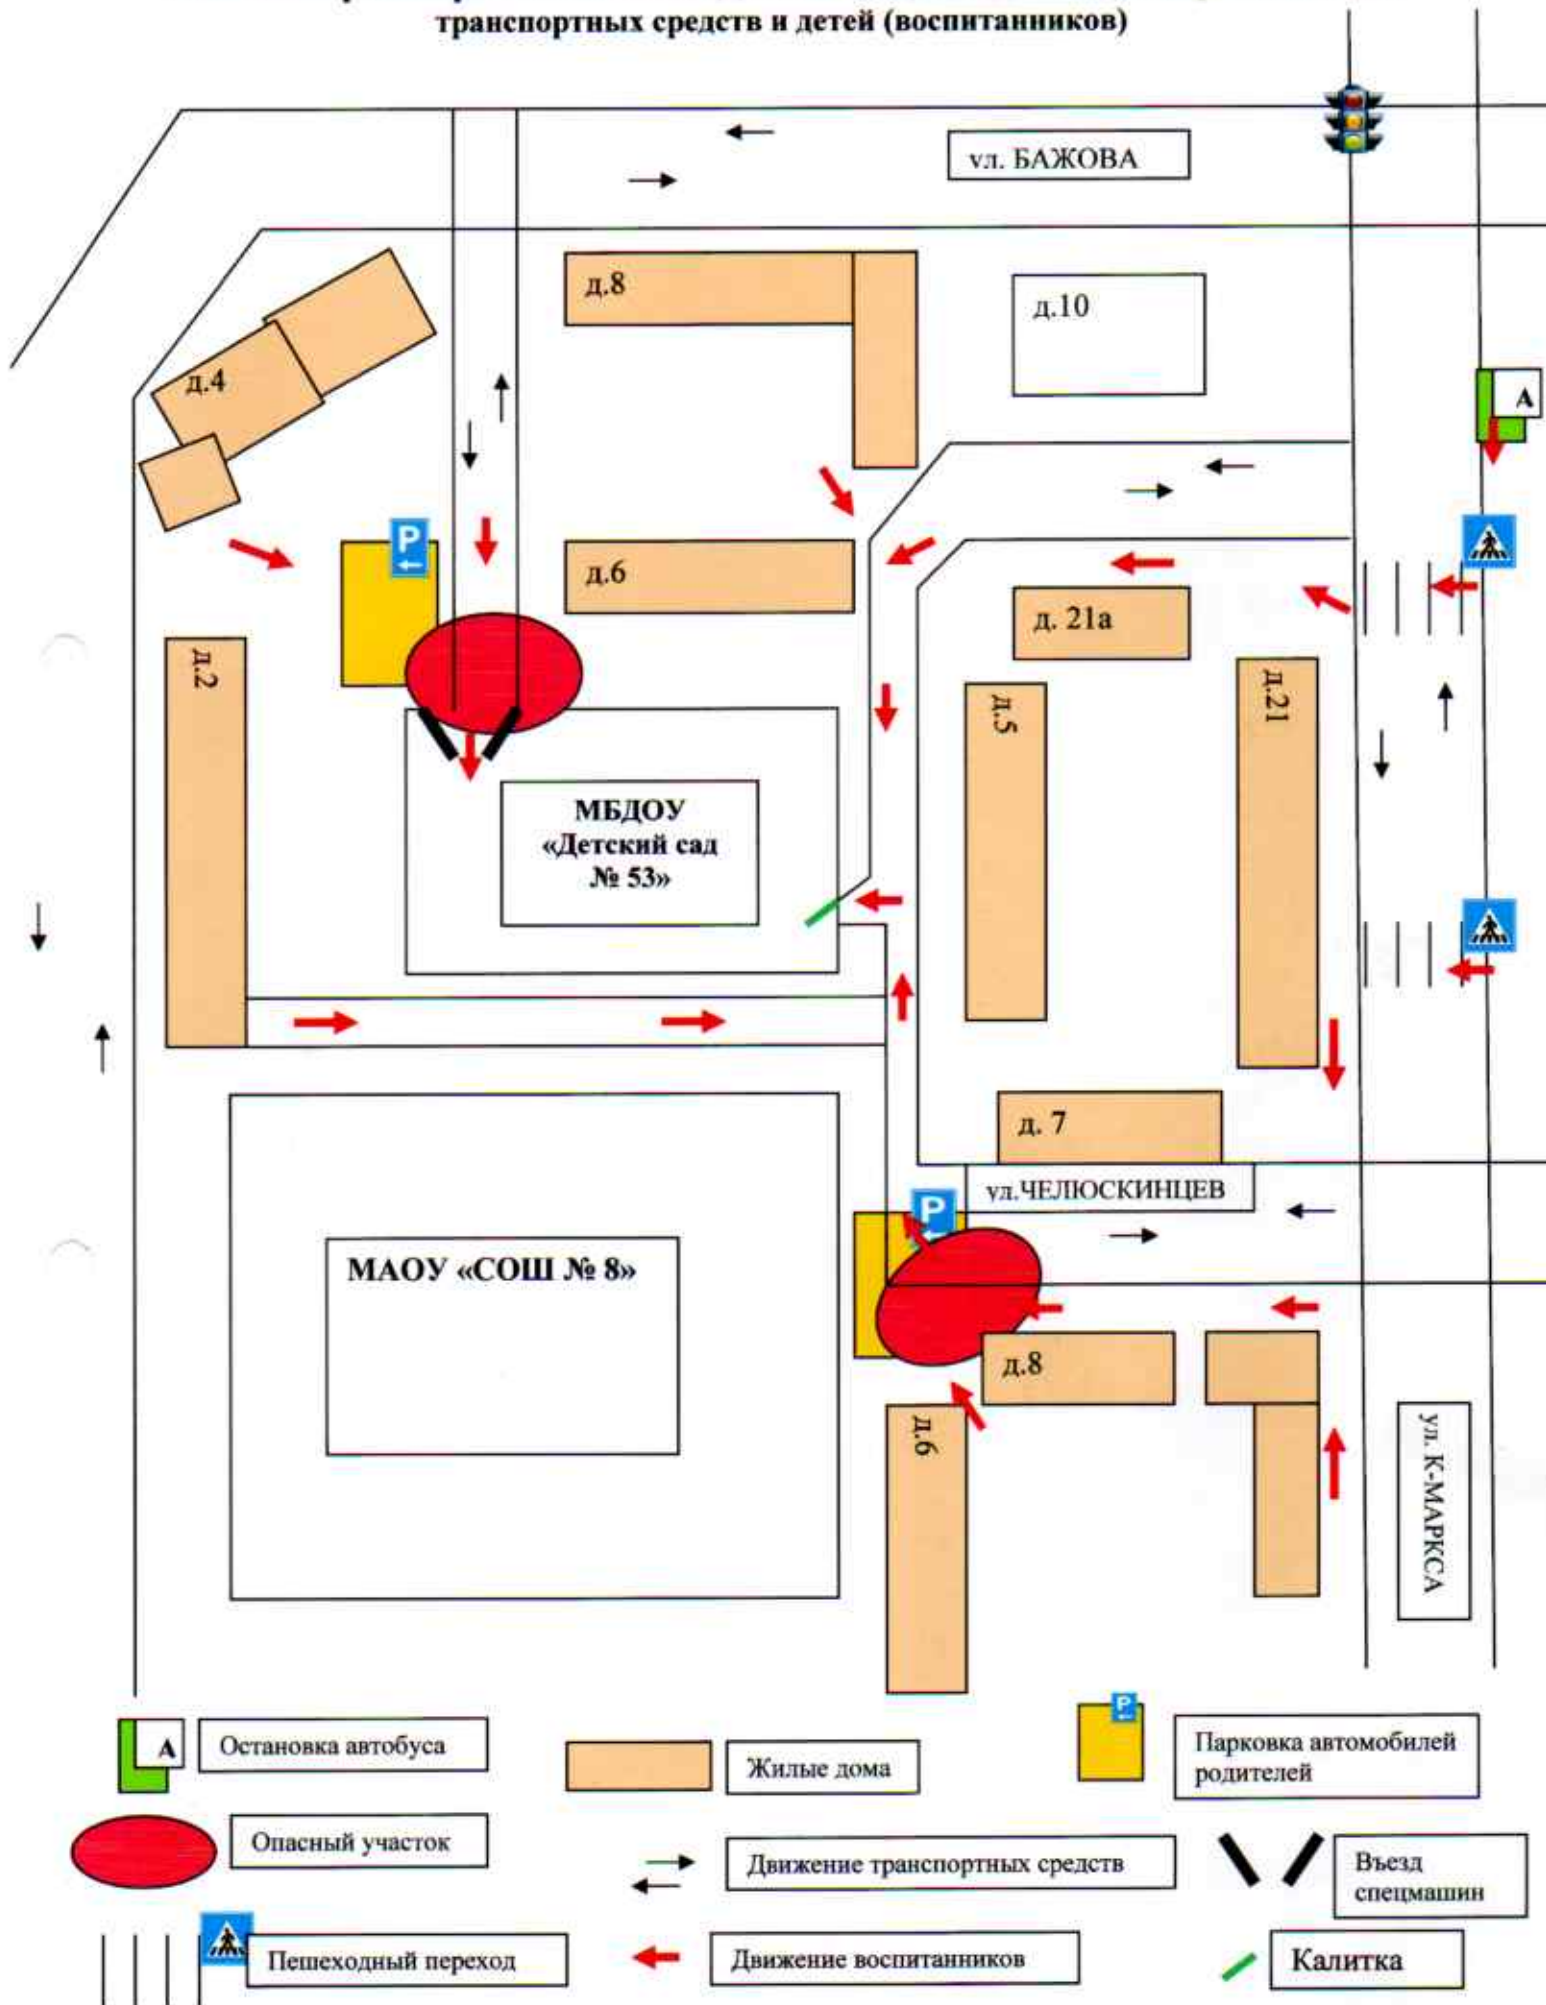 транспортных средств и детей (воспитанников)
ул. БАЖОВА
д.8
д.10
д.4
А
P
д.6
д. 21а
д.2
д.5
д.21
МБДОУ
«Детский сад
№ 53»
д. 7
ул.ЧЕЛЮСКИНЦЕВ
P
МАОУ «СОШ № 8»
д.8
д.6
ул. К-МАРКСА
А
Остановка автобуса
Жилые дома
P
Парковка автомобилей
родителей
Опасный участок
Движение транспортных средств
Въезд
спецмашин
Пешеходный переход
Движение воспитанников
Калитка